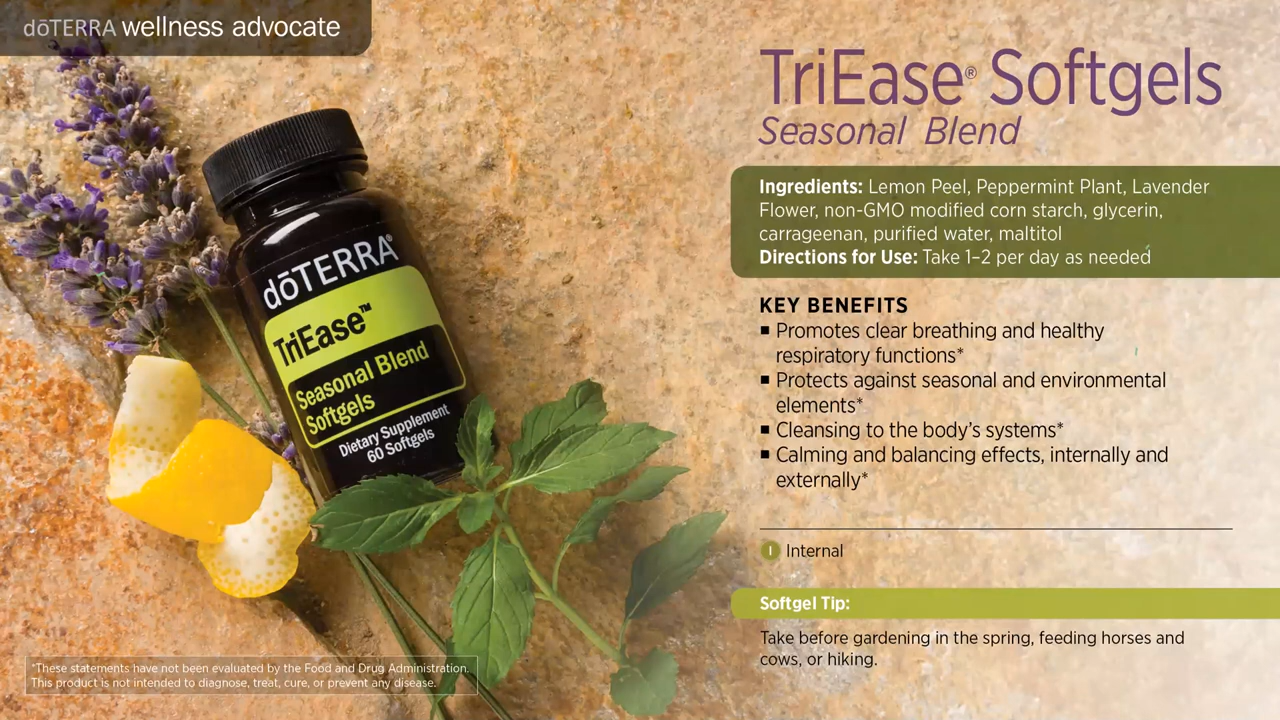 dōTERRA wellness advocate
TriEase® Softgels
Seasonal Blend
Ingredients: Lemon Peel, Peppermint Plant, Lavender
Flower, non-GMO modified corn starch, glycerin,
carrageenan, purified water, maltitol
Directions for Use: Take 1–2 per day as needed
KEY BENEFITS
▪ Promotes clear breathing and healthy
respiratory functions*
▪ Protects against seasonal and environmental
elements*
▪ Cleansing to the body's systems*
▪ Calming and balancing effects, internally and
externally*
I Internal
Softgel Tip:
Take before gardening in the spring, feeding horses and
cows, or hiking.
dōTERRA®
TriEase™
Seasonal Blend
Softgels
Dietary Supplement
60 Softgels
*These statements have not been evaluated by the Food and Drug Administration.
This product is not intended to diagnose, treat, cure, or prevent any disease.